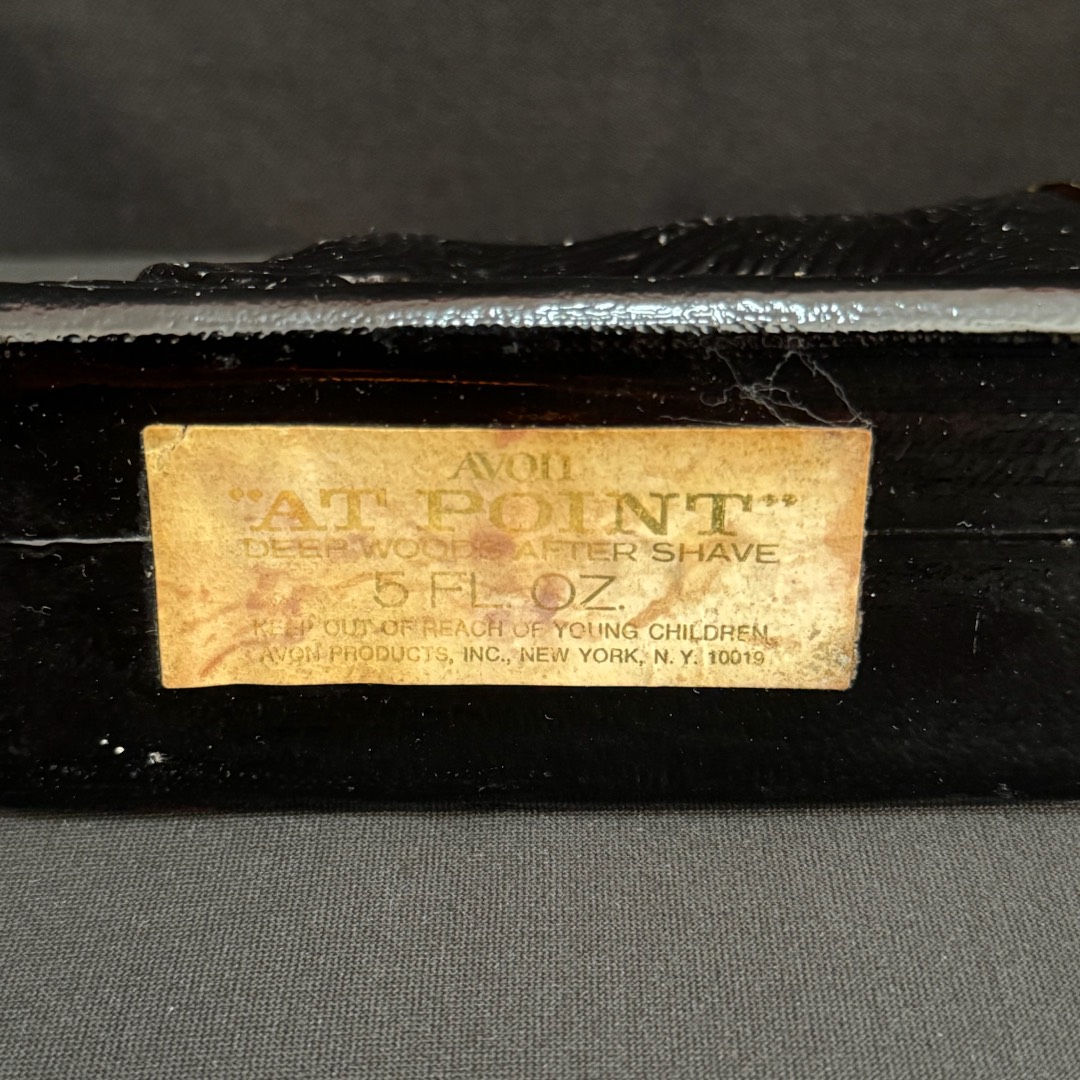 AVON
"AT POINT"
DEEP WOODS AFTER SHAVE
5 FL. OZ.
KEEP OUT OF REACH OF YOUNG CHILDREN
AVON PRODUCTS, INC., NEW YORK, N.Y. 10019